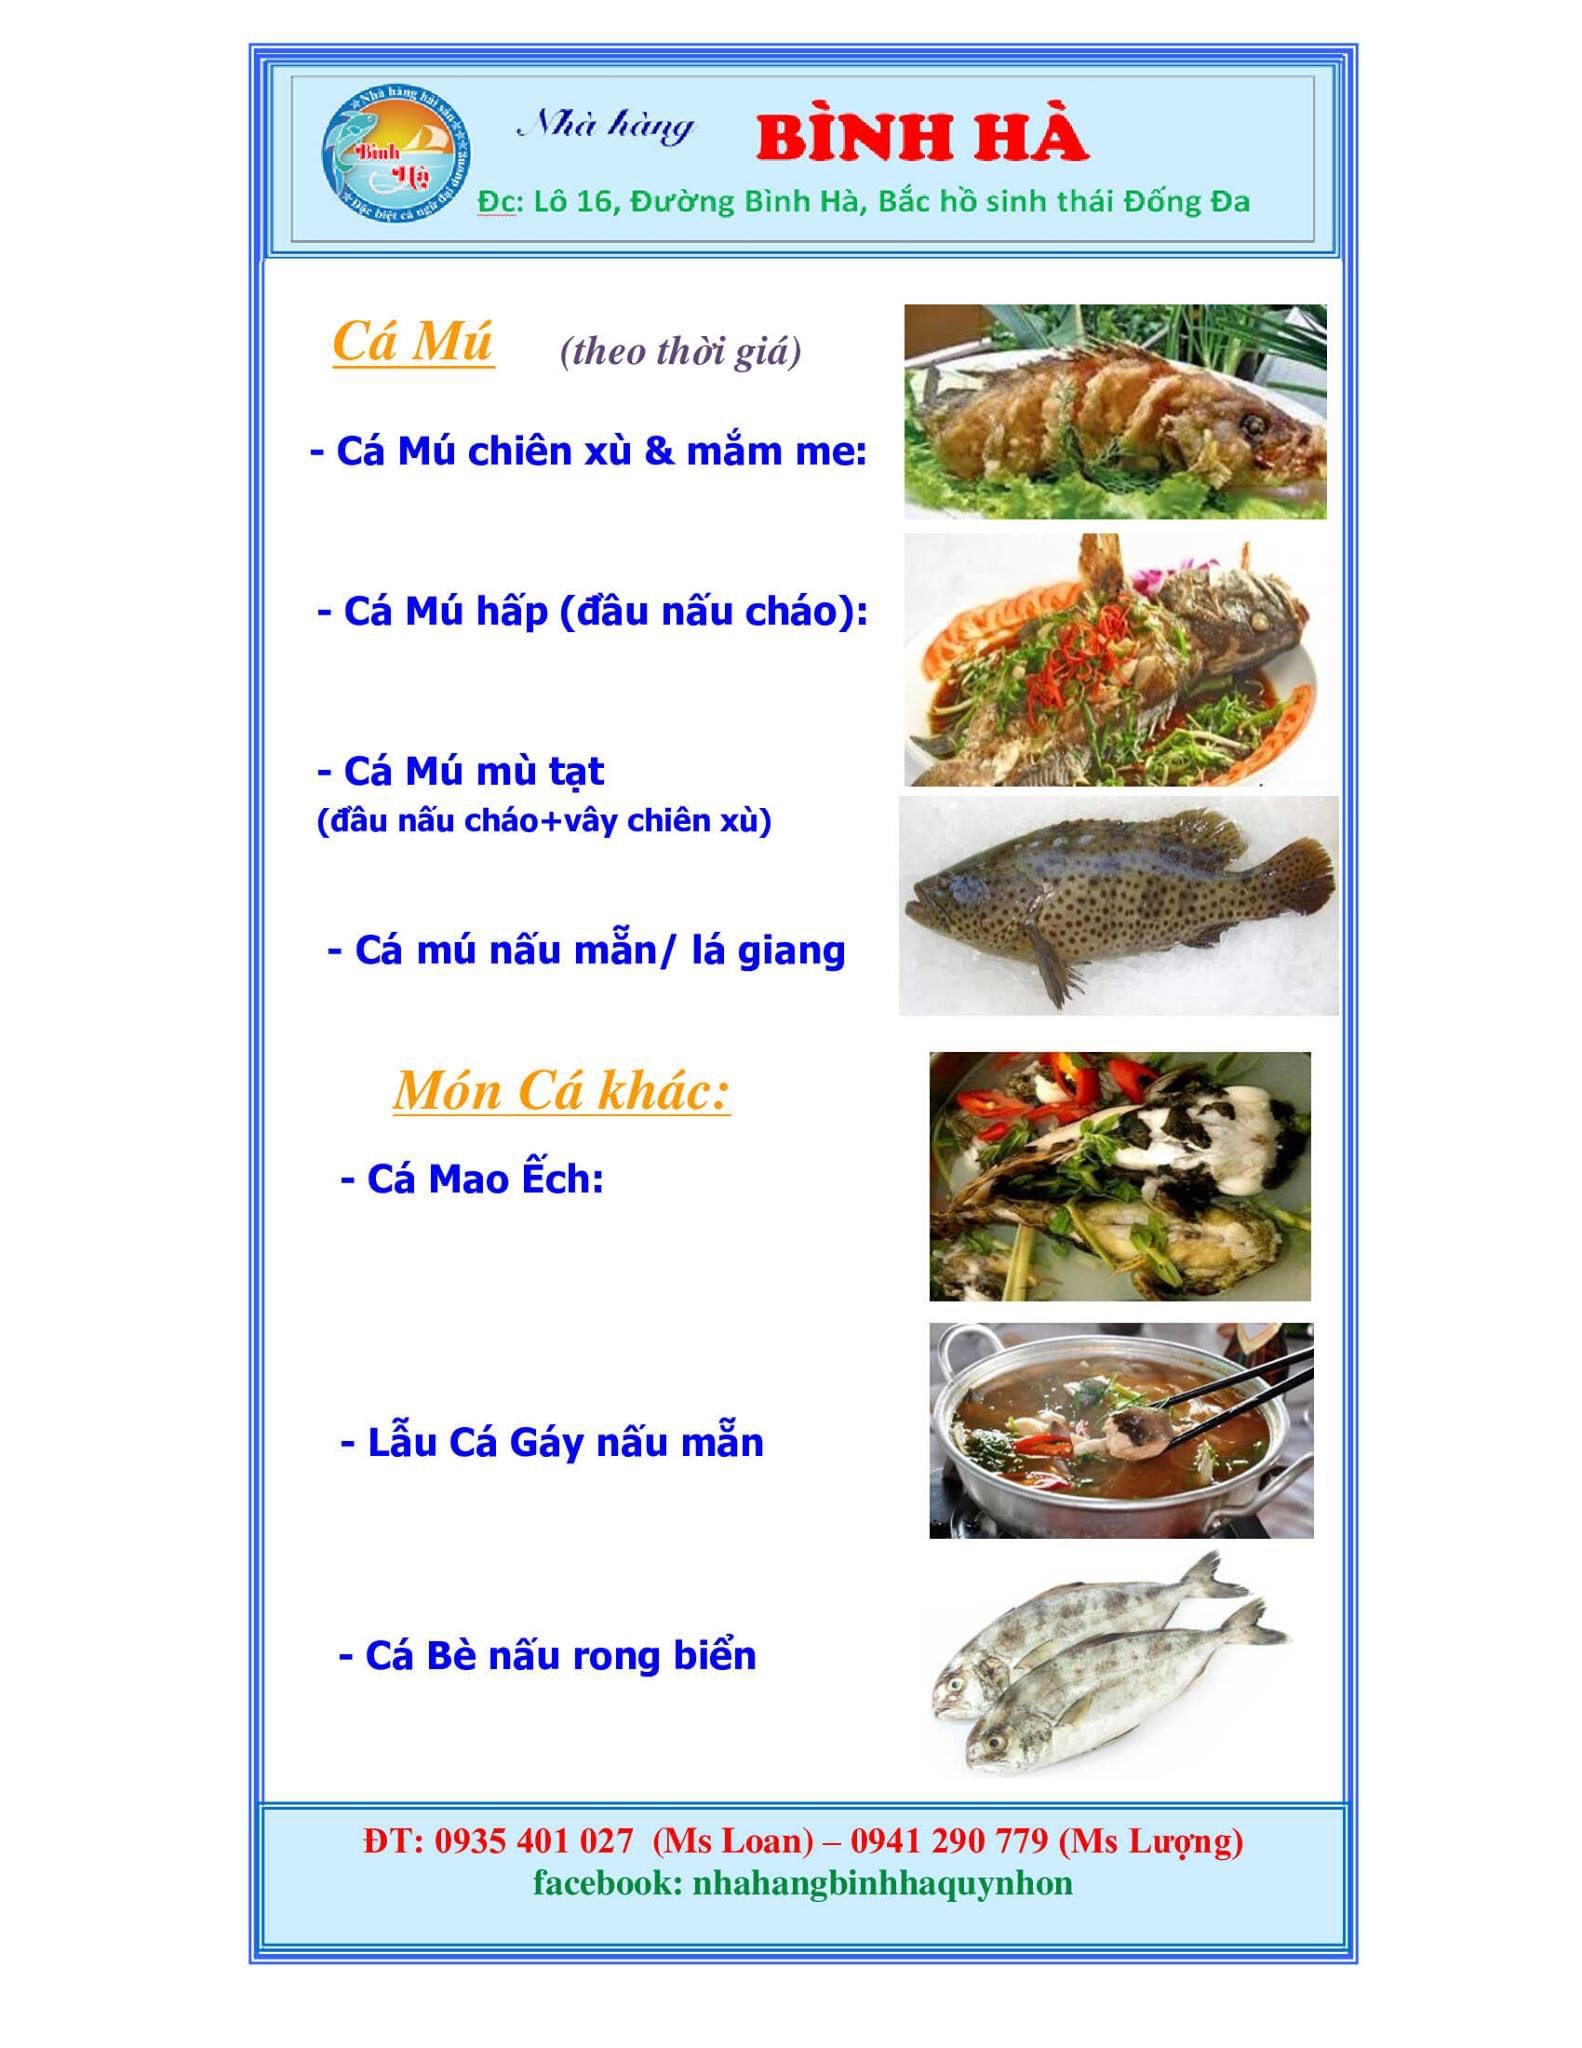 Nhà hàng hải sản
Bình
Hà
Đặc biệt cá ngừ đại dương
Nhà hàng BÌNH HÀ
Đc: Lô 16, Đường Bình Hà, Bắc hồ sinh thái Đống Đa
Cá Mú (theo thời giá)
- Cá Mú chiên xù & mắm me:
- Cá Mú hấp (đầu nấu cháo):
- Cá Mú mù tạt
(đầu nấu cháo+vây chiên xù)
- Cá mú nấu mẵn/ lá giang
Món Cá khác:
- Cá Mao Ếch:
- Lẫu Cá Gáy nấu mẵn
- Cá Bè nấu rong biển
ĐT: 0935 401 027 (Ms Loan) – 0941 290 779 (Ms Lượng)
facebook: nhahangbinhhaquynhon